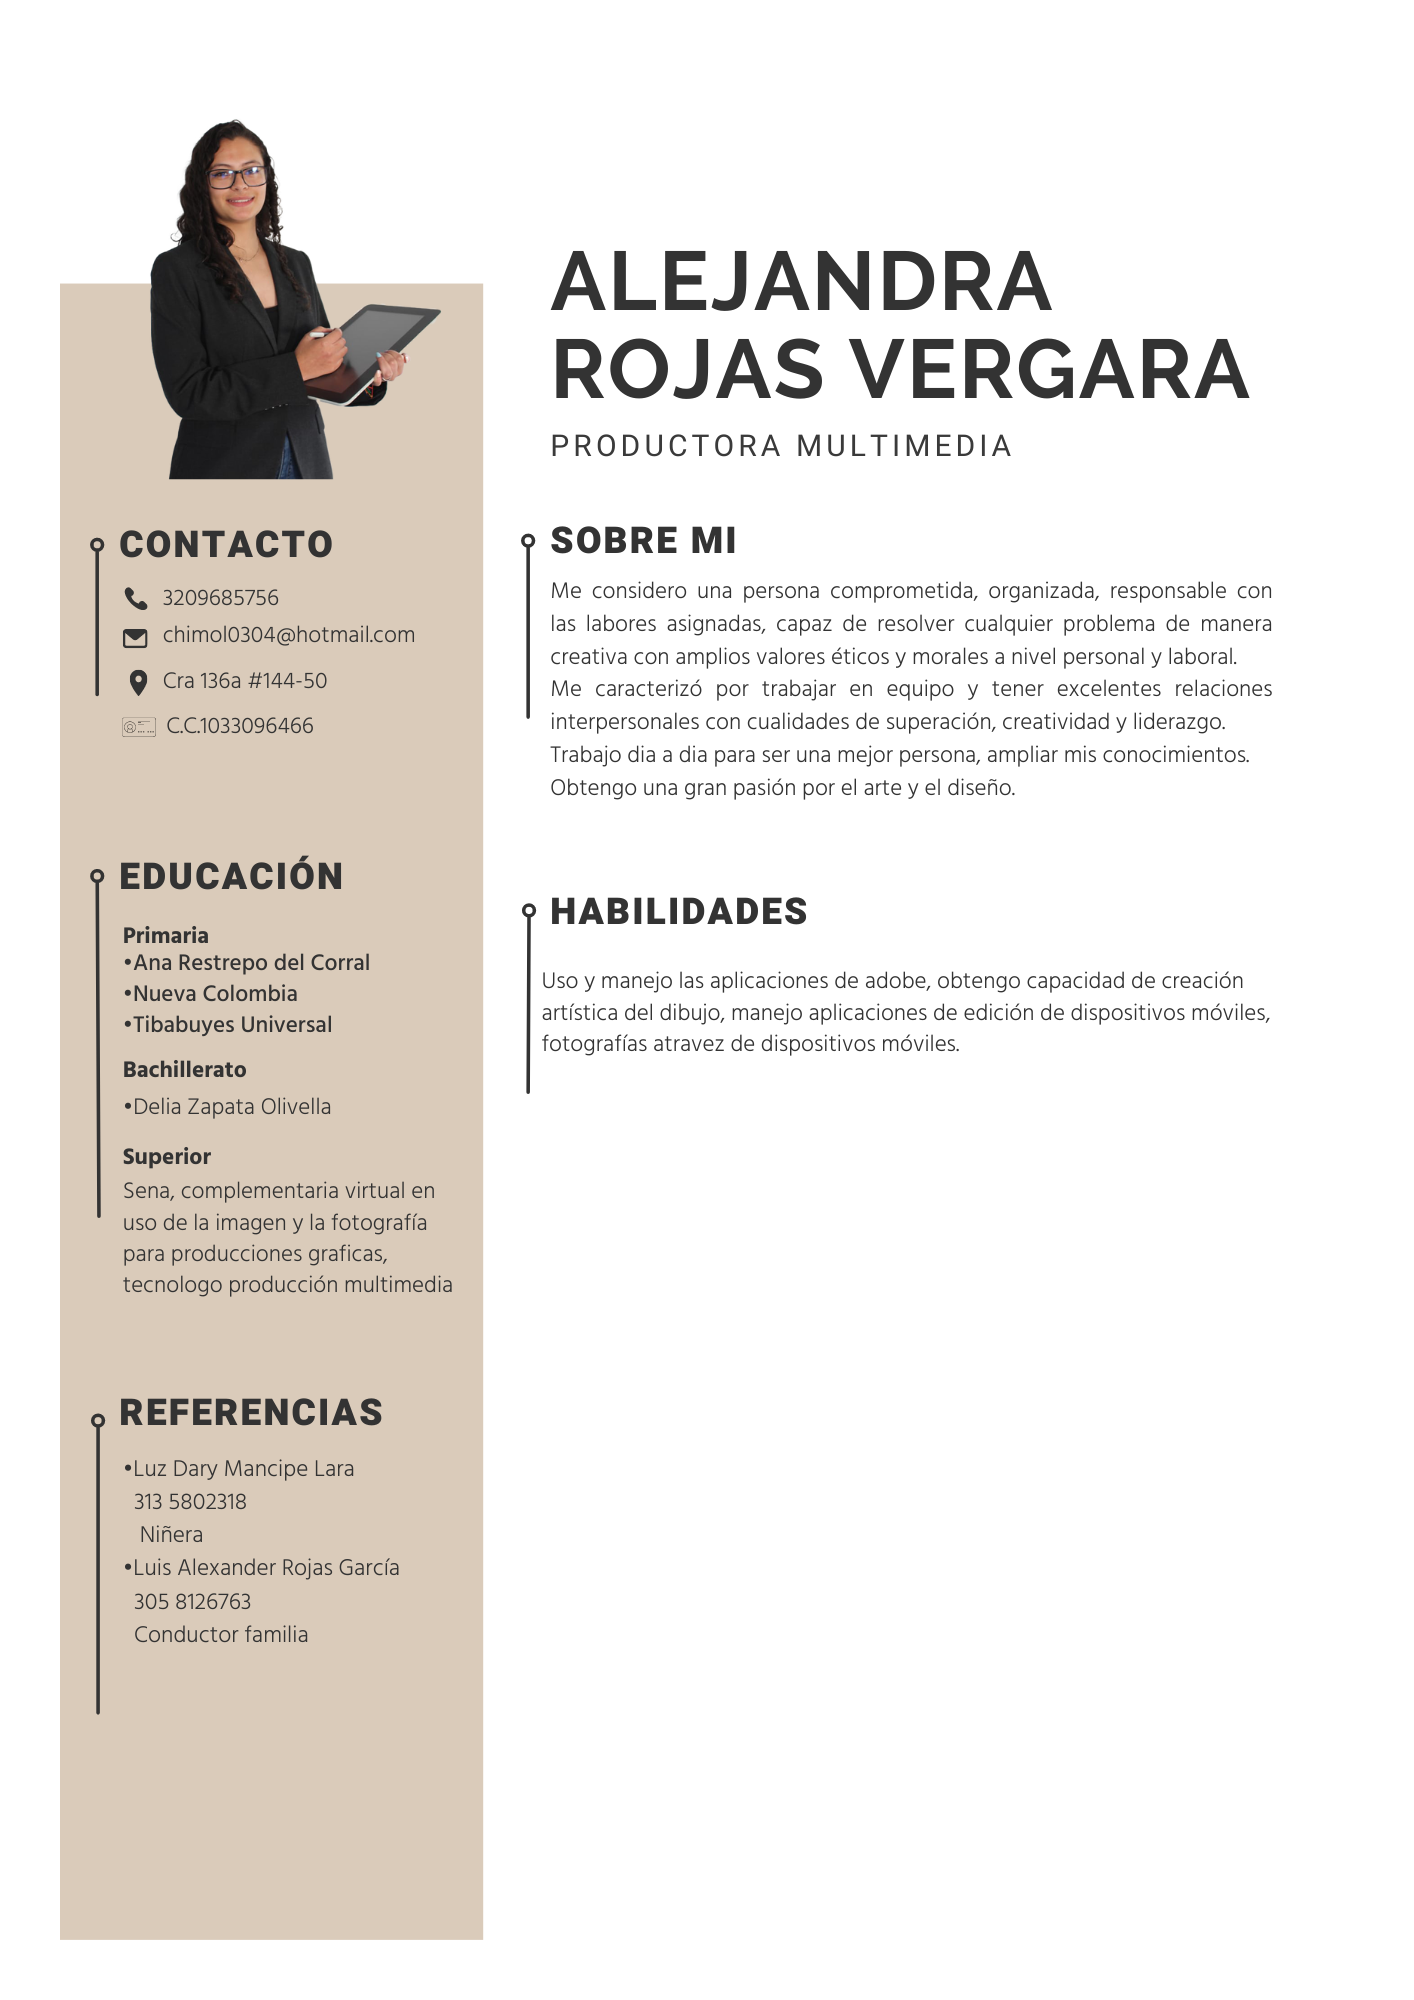 ALEJANDRA
ROJAS VERGARA
PRODUCTORA MULTIMEDIA
CONTACTO
3209685756
chimol0304@hotmail.com
Cra 136a #144-50
C.C.1033096466
EDUCACIÓN
Primaria
•Ana Restrepo del Corral
•Nueva Colombia
•Tibabuyes Universal
Bachillerato
•Delia Zapata Olivella
Superior
Sena, complementaria virtual en
uso de la imagen y la fotografía
para producciones graficas,
tecnologo producción multimedia
REFERENCIAS
•Luz Dary Mancipe Lara
313 5802318
Niñera
•Luis Alexander Rojas García
305 8126763
Conductor familia
SOBRE MI
Me considero una persona comprometida, organizada, responsable con
las labores asignadas, capaz de resolver cualquier problema de manera
creativa con amplios valores éticos y morales a nivel personal y laboral.
Me caracterizó por trabajar en equipo y tener excelentes relaciones
interpersonales con cualidades de superación, creatividad y liderazgo.
Trabajo dia a dia para ser una mejor persona, ampliar mis conocimientos.
Obtengo una gran pasión por el arte y el diseño.
HABILIDADES
Uso y manejo las aplicaciones de adobe, obtengo capacidad de creación
artística del dibujo, manejo aplicaciones de edición de dispositivos móviles,
fotografías atravez de dispositivos móviles.